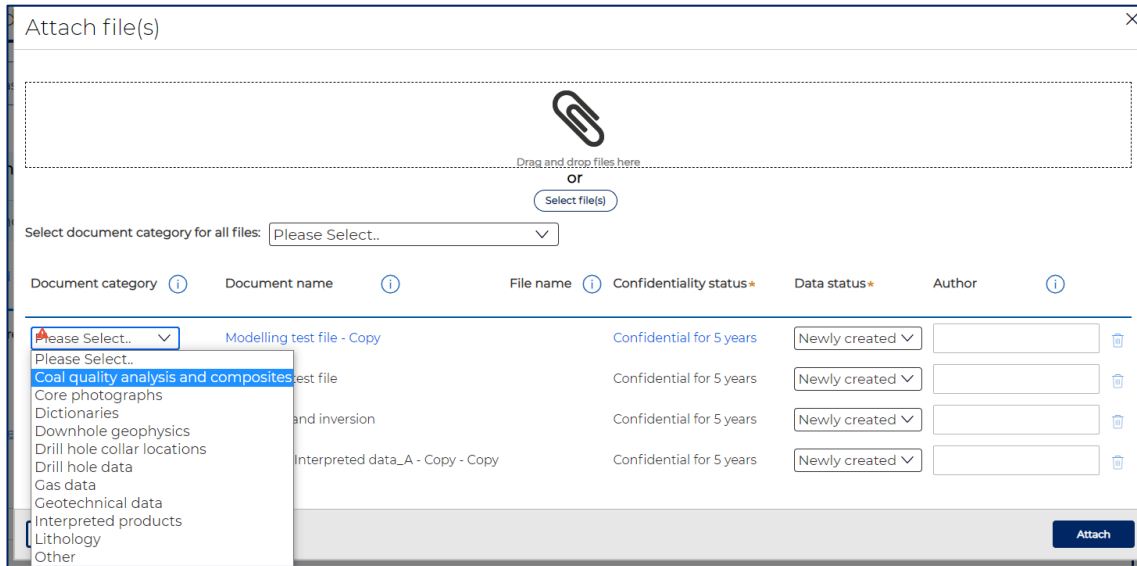 Attach file(s)
Drag and drop files here
or
Select file(s)
Select document category for all files: Please Select..
Document category Document name File name Confidentiality status* Data status* Author
Please Select.. Modelling test file - Copy Confidential for 5 years Newly created
Please Select..
Coal quality analysis and composites test file Confidential for 5 years Newly created
Core photographs
Dictionaries and inversion Confidential for 5 years Newly created
Downhole geophysics
Drill hole collar locations Interpreted data_A - Copy - Copy Confidential for 5 years Newly created
Drill hole data
Gas data
Geotechnical data
Interpreted products
Lithology Attach
Other